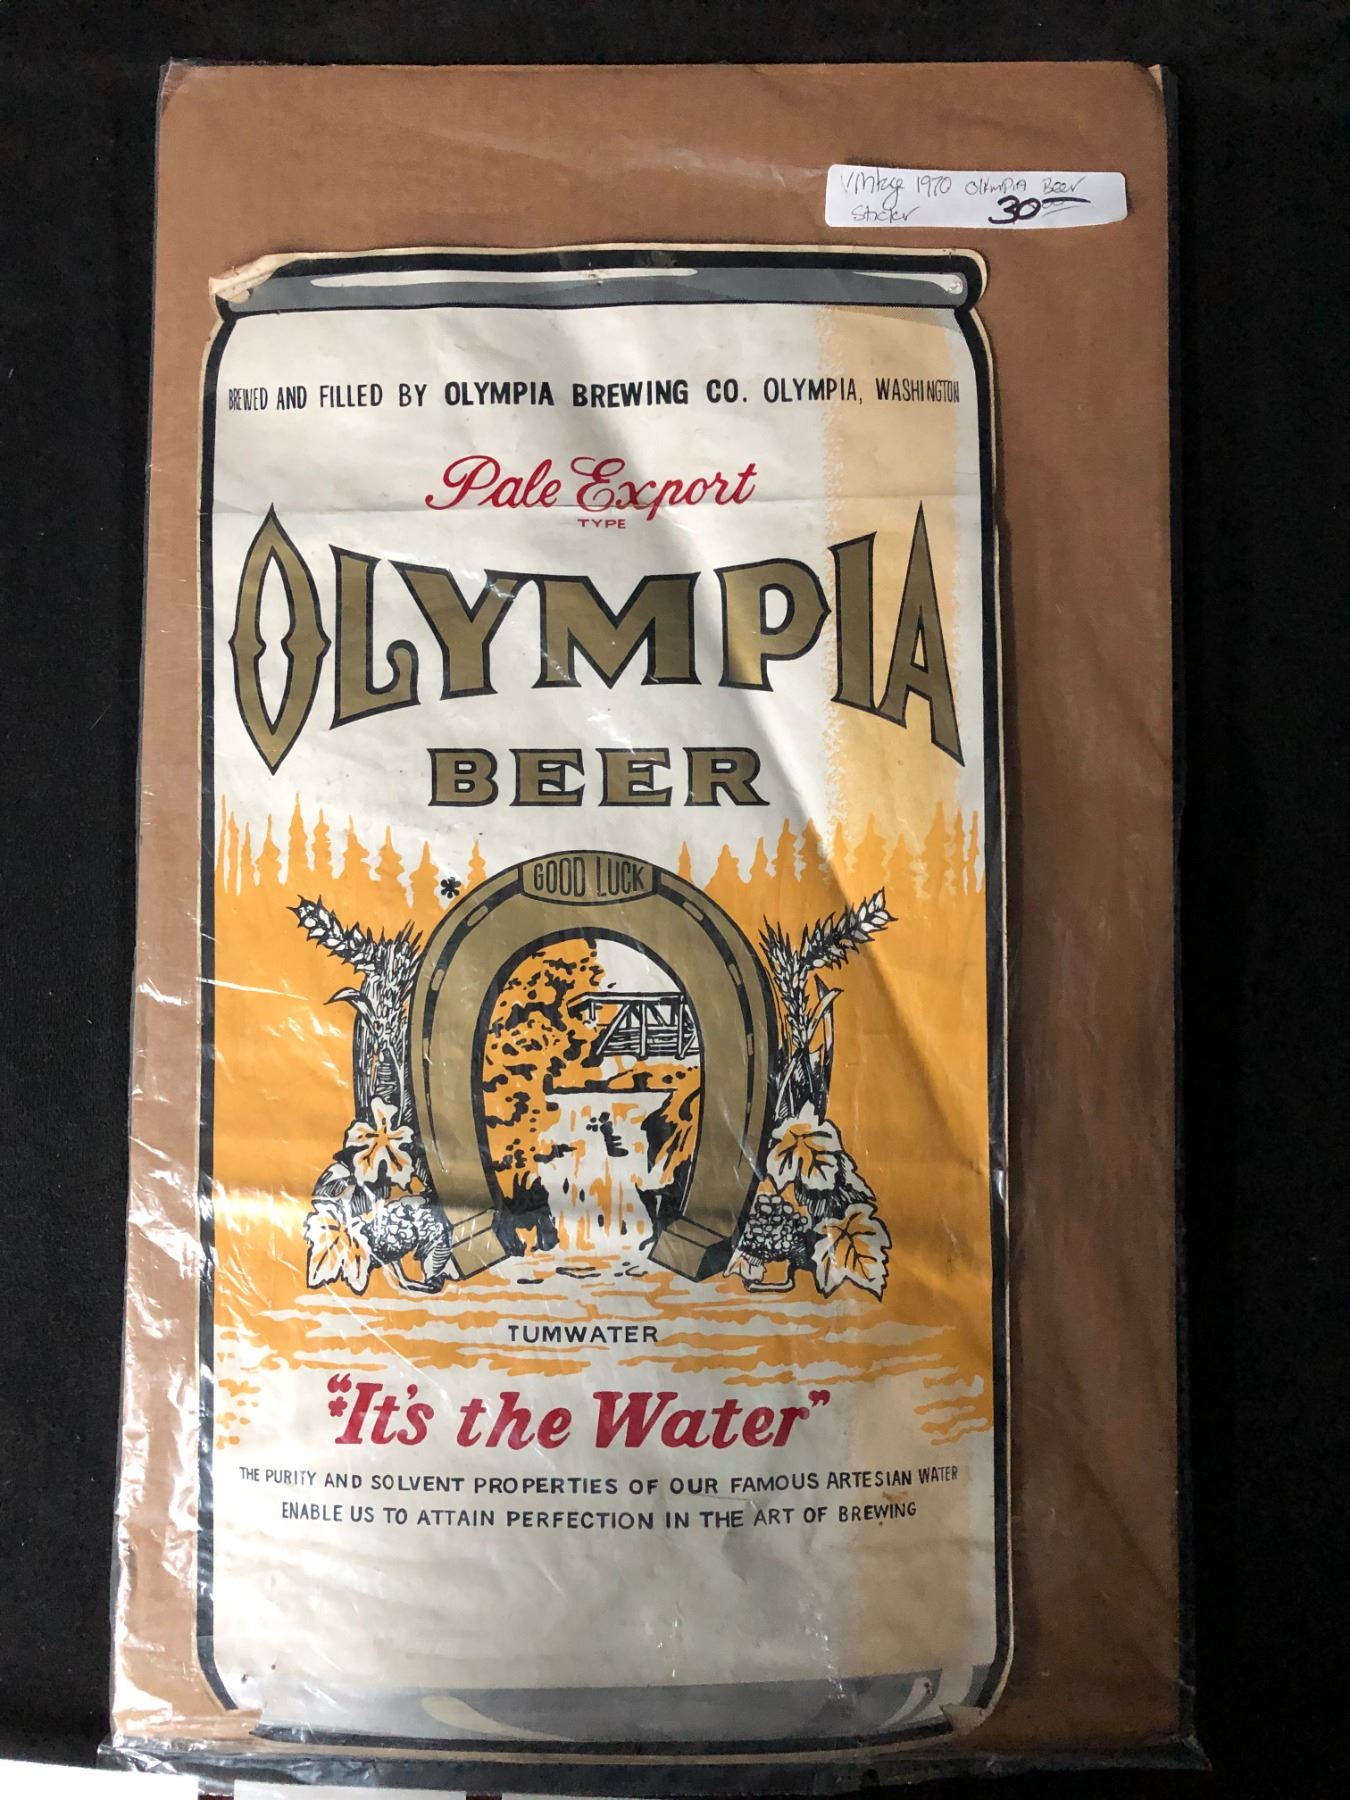 Vintage 1970 Olympia Beer
Sticker 30.00
BREWED AND FILLED BY OLYMPIA BREWING CO. OLYMPIA, WASHINGTON
Pale Export
TYPE
OLYMPIA
BEER
GOOD LUCK
*
TUMWATER
"*It's the Water"
THE PURITY AND SOLVENT PROPERTIES OF OUR FAMOUS ARTESIAN WATER
ENABLE US TO ATTAIN PERFECTION IN THE ART OF BREWING